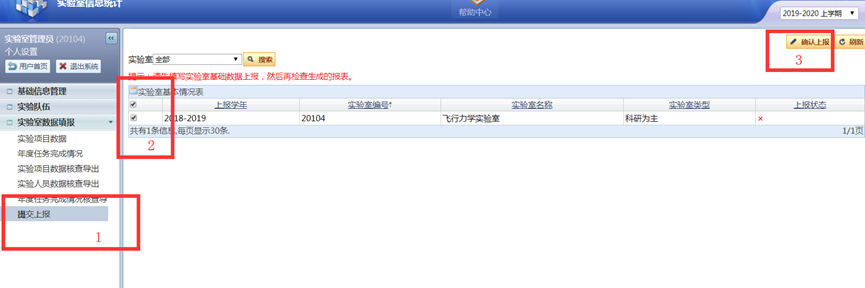 实验室信息统计
帮助中心
2019-2020 上学期
实验室管理员 (20104)
个人设置
用户首页 退出系统
基础信息管理
实验队伍
实验室数据填报
实验项目数据
年度任务完成情况
实验项目数据核查导出
实验人员数据核查导出
年度任务完成情况核查导
提交上报
1
确认上报 刷新
3
实验室 全部 搜索
提示：请先填写实验室基础数据上报，然后再检查生成的报表。
实验室基本情况表
上报学年 实验室编号↑ 实验室名称 实验室类型 上报状态
2018-2019 20104 飞行力学实验室 科研为主 ×
共有1条信息,每页显示30条. 1/1页
2